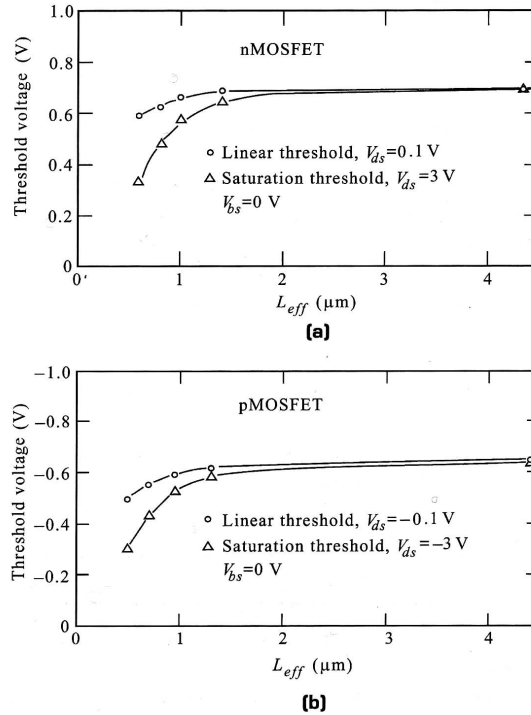 nMOSFET
Threshold voltage (V)
1.0
0.8
0.6
0.4
0.2
0
Linear threshold, Vds=0.1 V
Saturation threshold, Vds=3 V
Vbs=0 V
0 1 2 3 4
Leff (μm)
(a)
pMOSFET
Threshold voltage (V)
−1.0
−0.8
−0.6
−0.4
−0.2
0
Linear threshold, Vds=−0.1 V
Saturation threshold, Vds=−3 V
Vbs=0 V
0 1 2 3 4
Leff (μm)
(b)